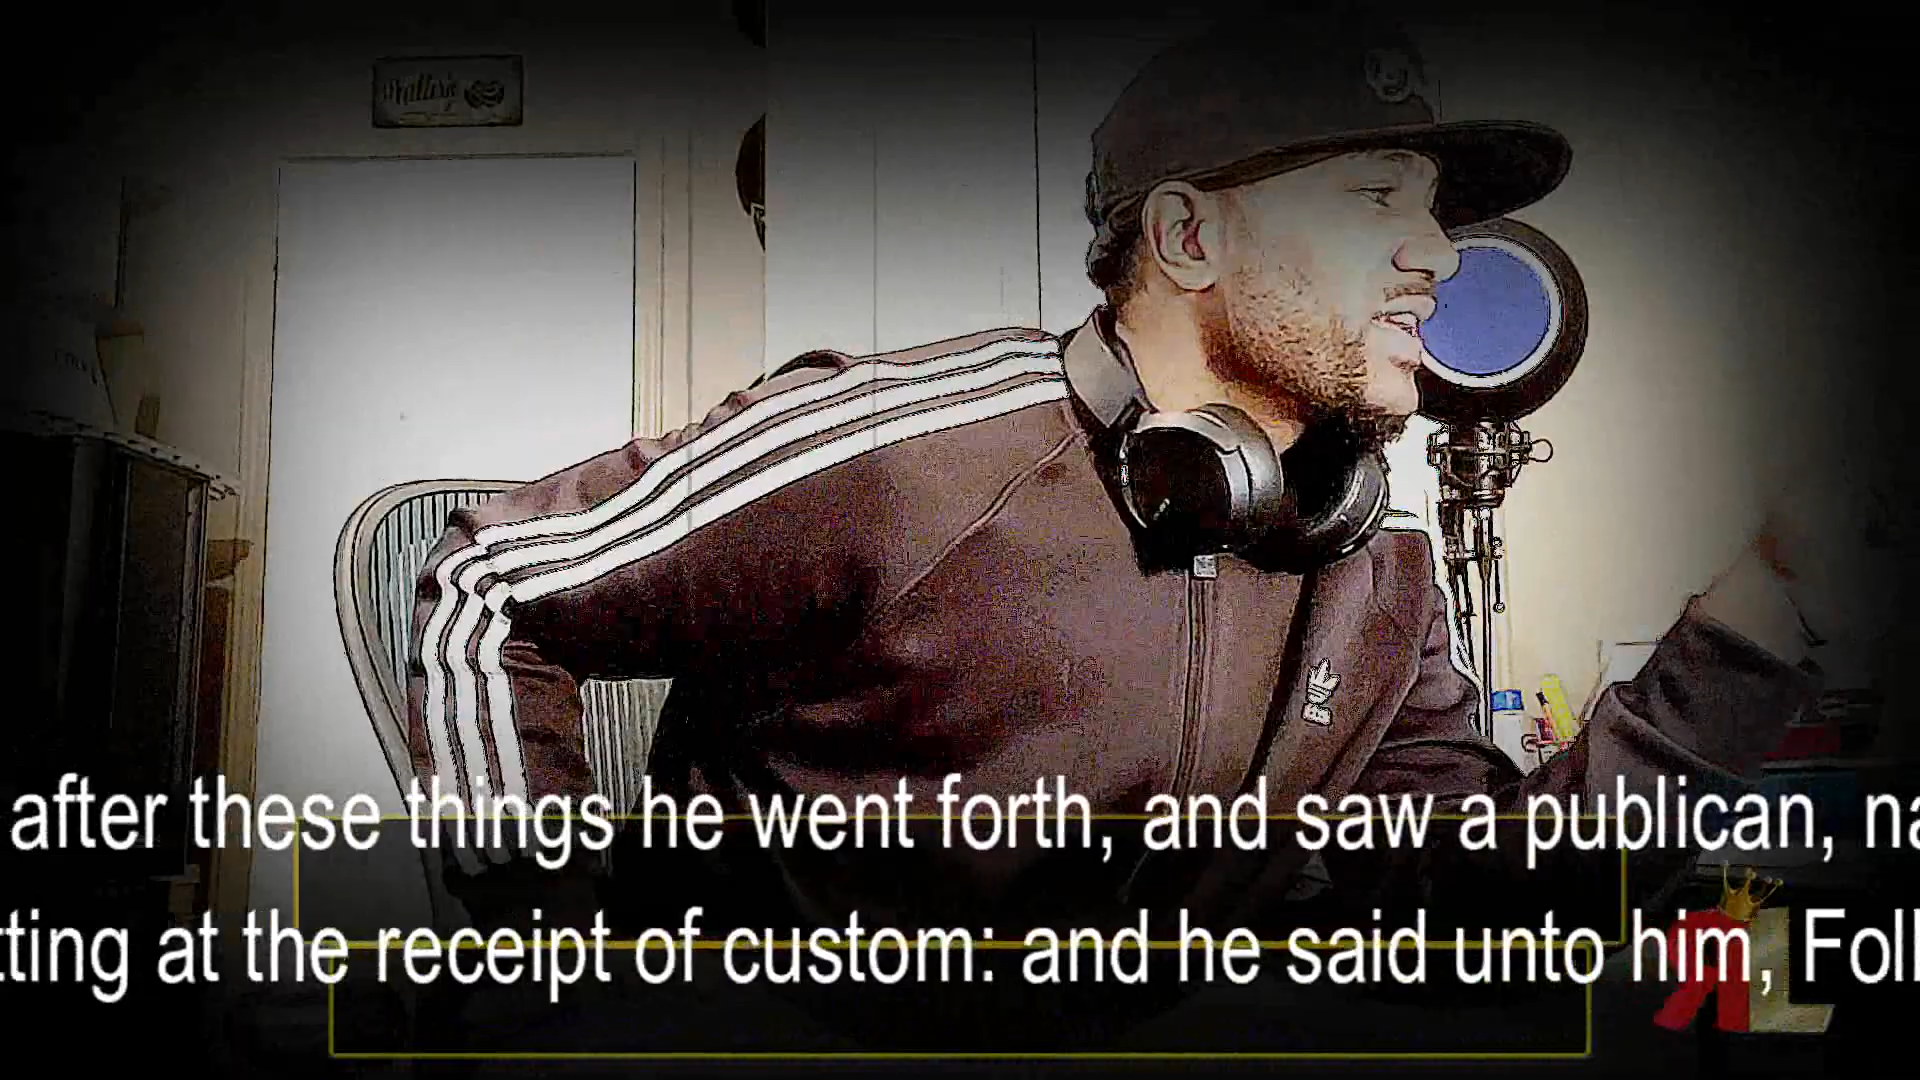 after these things he went forth, and saw a publican, na
tting at the receipt of custom: and he said unto him, Foll
RL